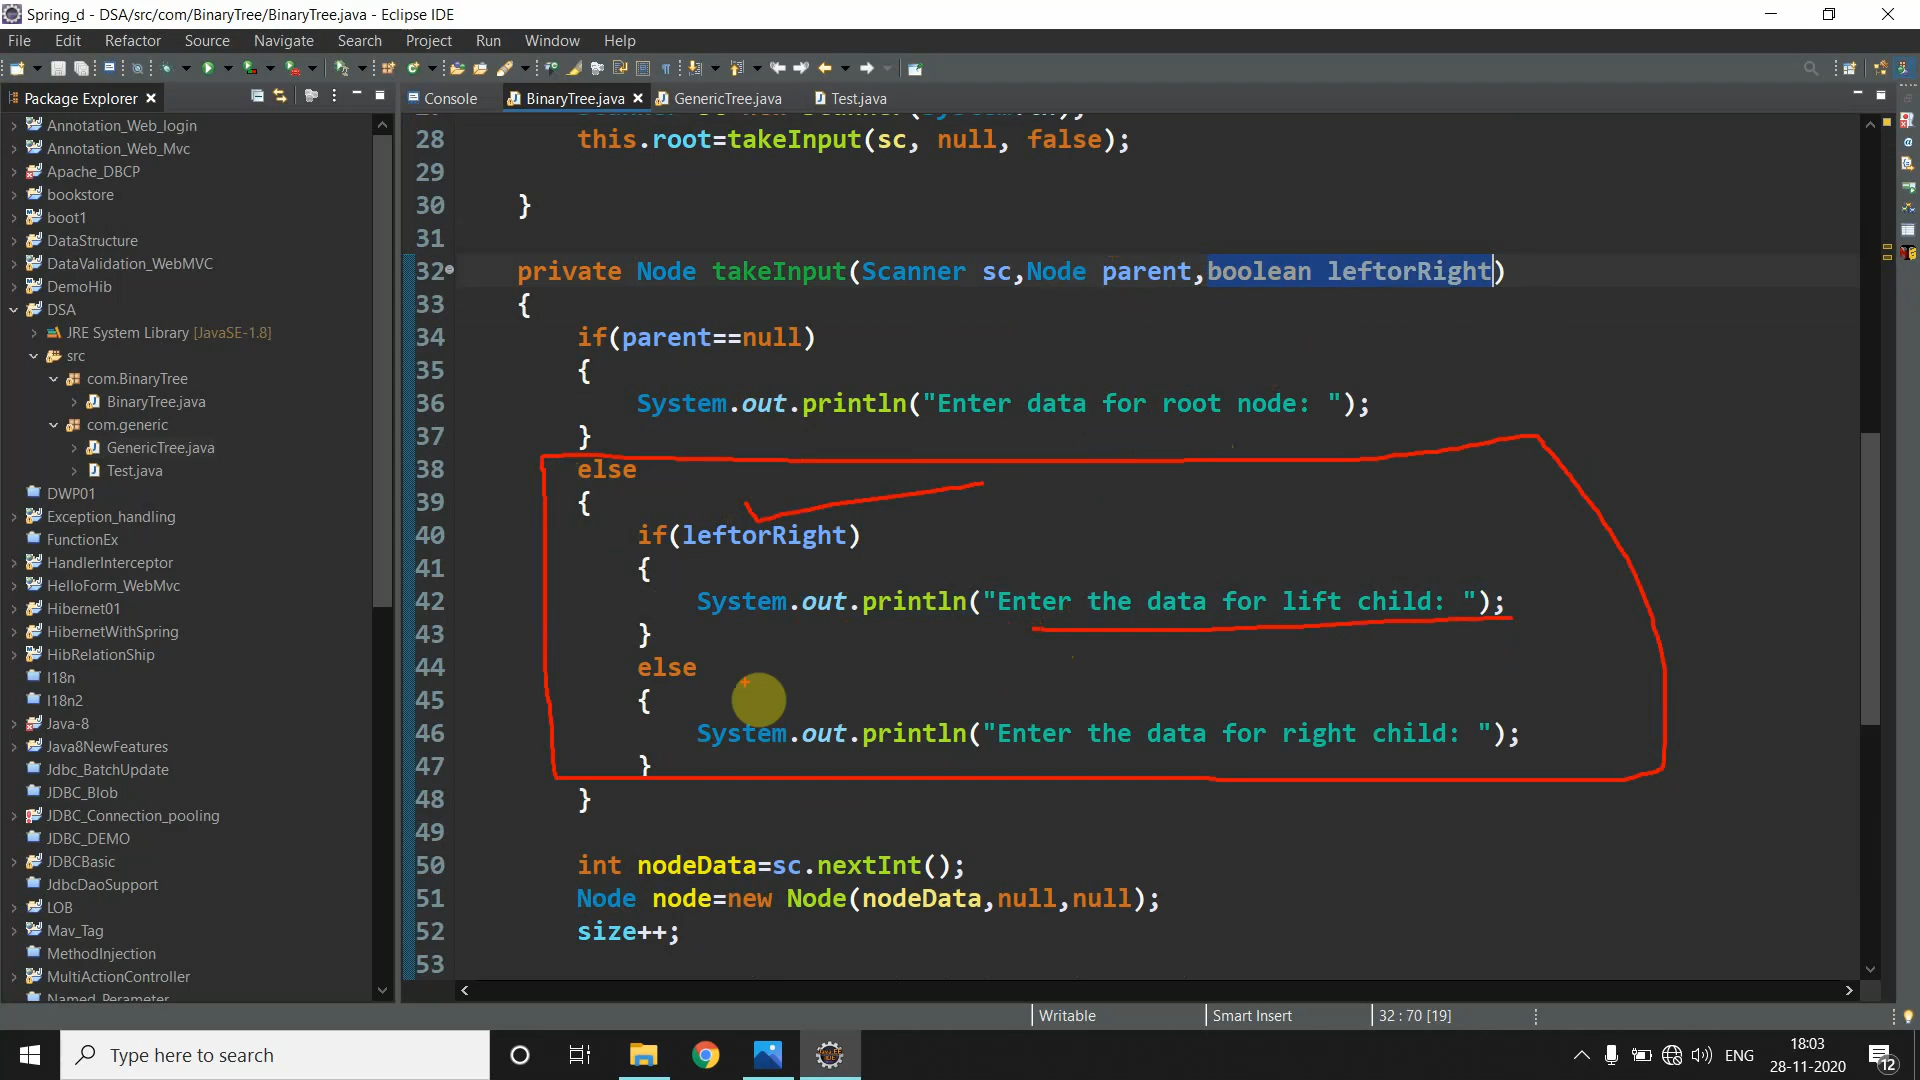 Spring_d - DSA/src/com/BinaryTree/BinaryTree.java - Eclipse IDE
File Edit Refactor Source Navigate Search Project Run Window Help
Package Explorer
Console BinaryTree.java GenericTree.java Test.java
Annotation_Web_login
Annotation_Web_Mvc
Apache_DBCP
bookstore
boot1
DataStructure
DataValidation_WebMVC
DemoHib
DSA
JRE System Library [JavaSE-1.8]
src
com.BinaryTree
BinaryTree.java
com.generic
GenericTree.java
Test.java
DWP01
Exception_handling
FunctionEx
HandlerInterceptor
HelloForm_WebMvc
Hibernet01
HibernetWithSpring
HibRelationShip
I18n
I18n2
Java-8
Java8NewFeatures
Jdbc_BatchUpdate
JDBC_Blob
JDBC_Connection_pooling
JDBC_DEMO
JDBCBasic
JdbcDaoSupport
LOB
Mav_Tag
MethodInjection
MultiActionController
Named_Perameter
28 this.root=takeInput(sc, null, false);
29
30 }
31
32 private Node takeInput(Scanner sc,Node parent,boolean leftorRight)
33 {
34 if(parent==null)
35 {
36 System.out.println("Enter data for root node: ");
37 }
38 else
39 {
40 if(leftorRight)
41 {
42 System.out.println("Enter the data for lift child: ");
43 }
44 else
45 {
46 System.out.println("Enter the data for right child: ");
47 }
48 }
49
50 int nodeData=sc.nextInt();
51 Node node=new Node(nodeData,null,null);
52 size++;
53
Writable Smart Insert 32 : 70 [19]
Type here to search
ENG
18:03
28-11-2020
12